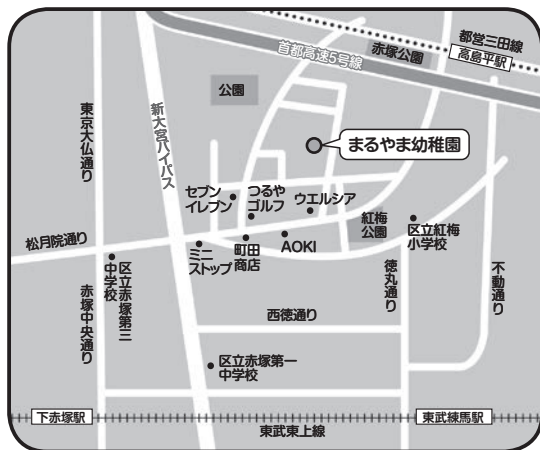 都営三田線
高島平駅
首都高速5号線
赤塚公園
公園
東京大仏通り
新大宮バイパス
まるやま幼稚園
セブン
イレブン
つるや
ゴルフ
ウエルシア
紅梅
公園
区立紅梅
小学校
松月院通り
ミニ
ストップ
町田
商店
AOKI
区立赤塚第三
中学校
赤塚中央通り
徳丸通り
不動通り
西徳通り
区立赤塚第一
中学校
下赤塚駅
東武練馬駅
東武東上線